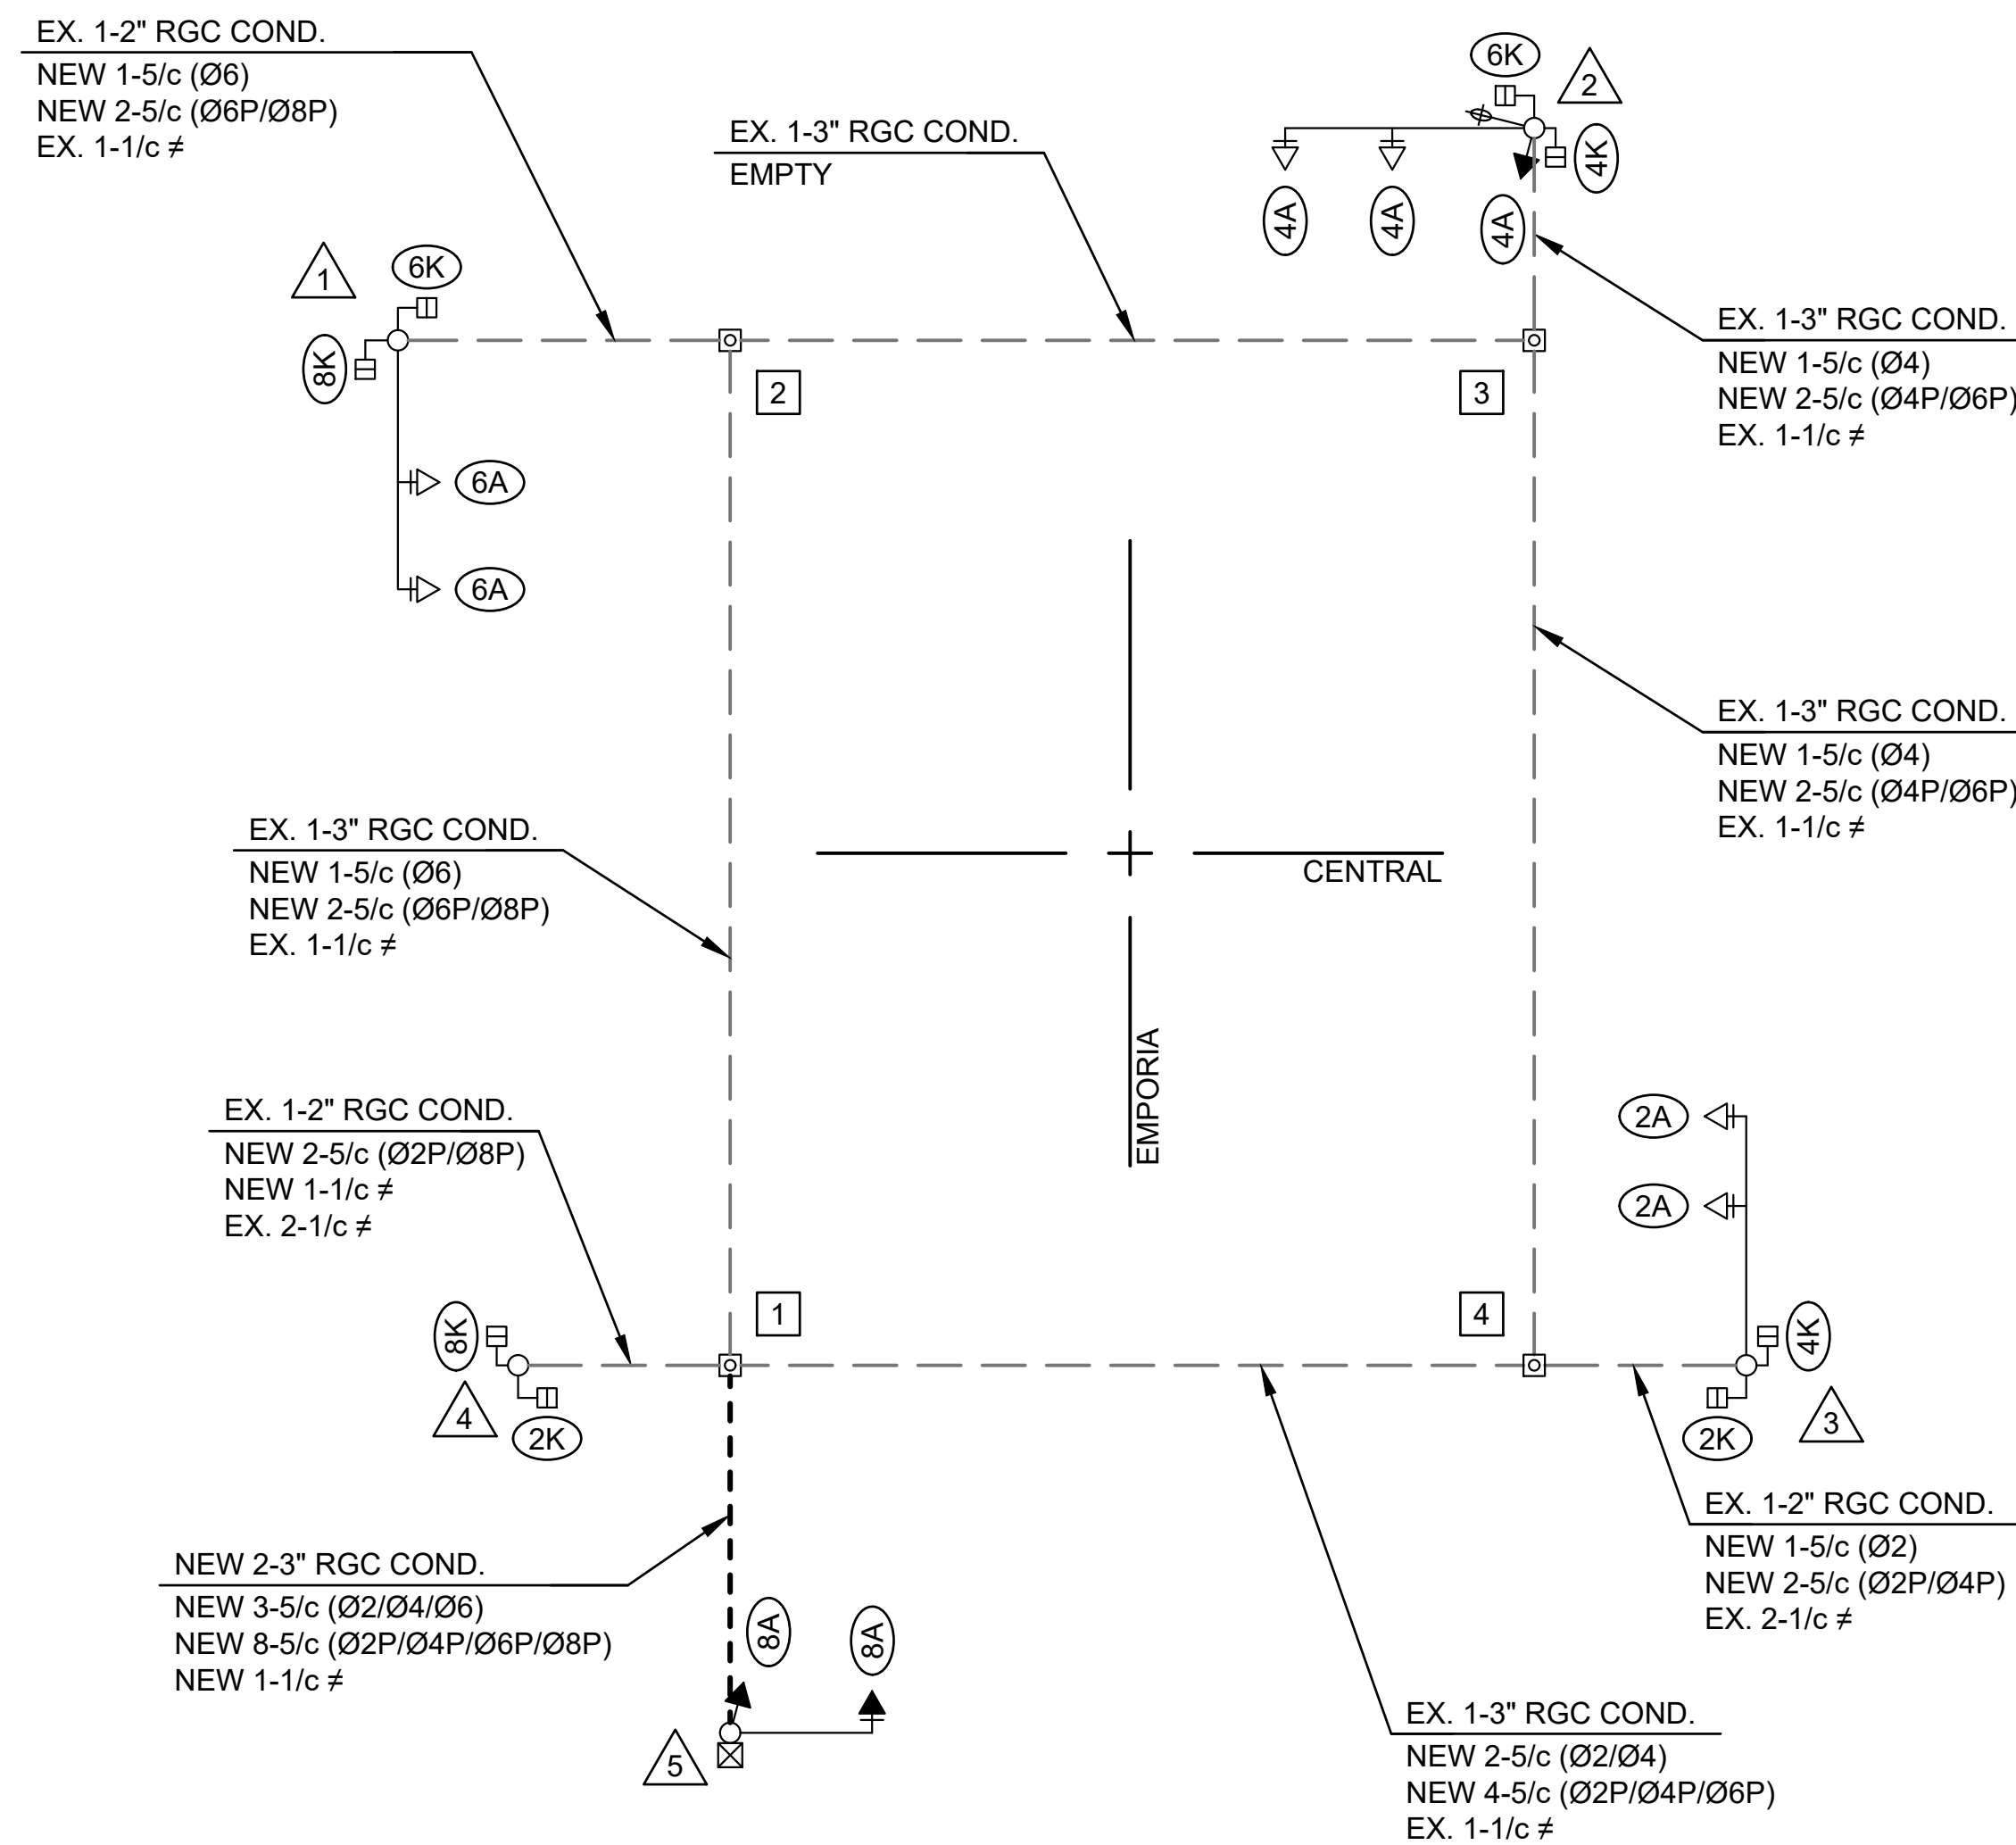 EX. 1-2" RGC COND.
NEW 1-5/c (Ø6)
NEW 2-5/c (Ø6P/Ø8P)
EX. 1-1/c ≠
EX. 1-3" RGC COND.
EMPTY
6K
2
4K
4A
4A
4A
EX. 1-3" RGC COND.
NEW 1-5/c (Ø4)
NEW 2-5/c (Ø4P/Ø6P)
EX. 1-1/c ≠
1
6K
8K
6A
6A
2
3
EX. 1-3" RGC COND.
NEW 1-5/c (Ø4)
NEW 2-5/c (Ø4P/Ø6P)
EX. 1-1/c ≠
EX. 1-3" RGC COND.
NEW 1-5/c (Ø6)
NEW 2-5/c (Ø6P/Ø8P)
EX. 1-1/c ≠
CENTRAL
EMPORIA
EX. 1-2" RGC COND.
NEW 2-5/c (Ø2P/Ø8P)
NEW 1-1/c ≠
EX. 2-1/c ≠
2A
2A
1
4
8K
4
2K
4K
2K
3
EX. 1-2" RGC COND.
NEW 1-5/c (Ø2)
NEW 2-5/c (Ø2P/Ø4P)
EX. 2-1/c ≠
NEW 2-3" RGC COND.
NEW 3-5/c (Ø2/Ø4/Ø6)
NEW 8-5/c (Ø2P/Ø4P/Ø6P/Ø8P)
NEW 1-1/c ≠
8A
8A
5
EX. 1-3" RGC COND.
NEW 2-5/c (Ø2/Ø4)
NEW 4-5/c (Ø2P/Ø4P/Ø6P)
EX. 1-1/c ≠